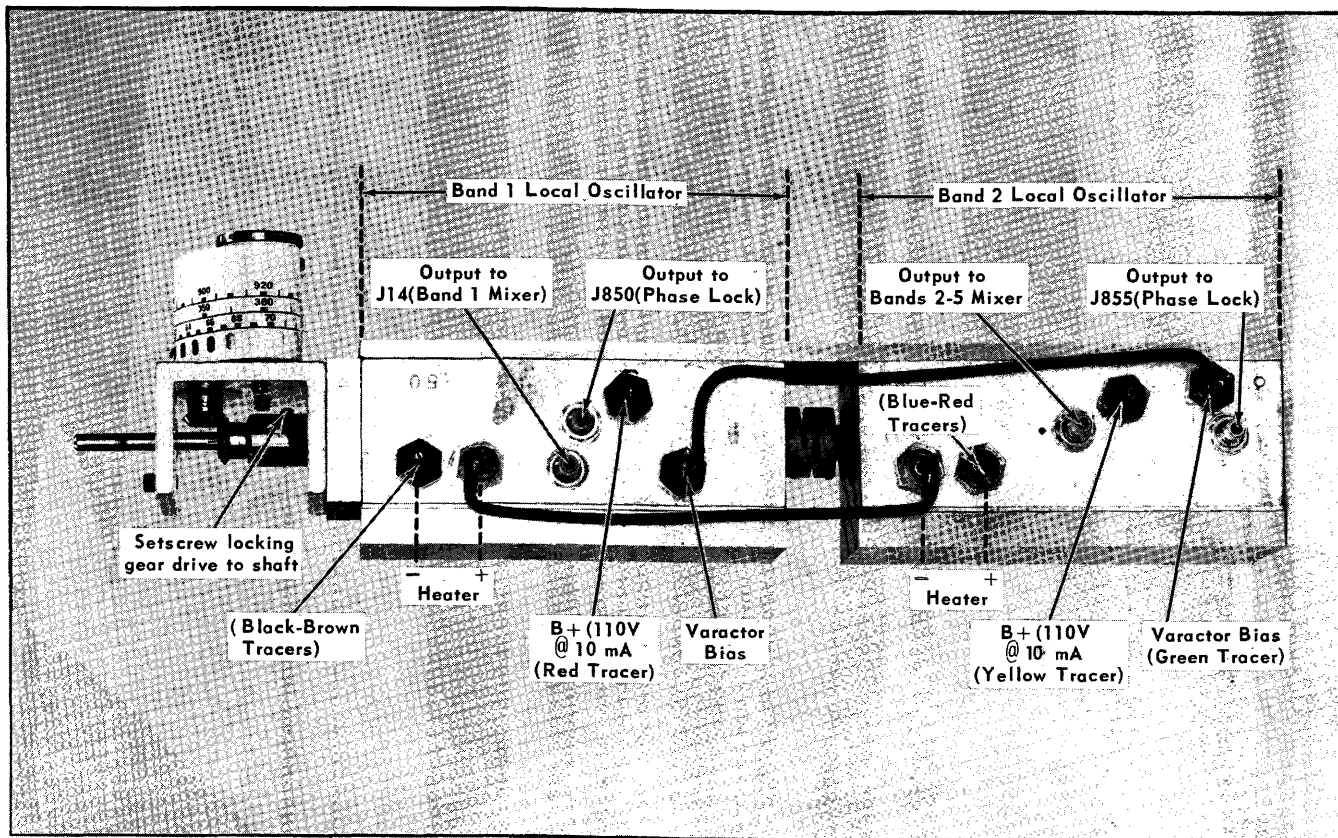 Band 1 Local Oscillator
Band 2 Local Oscillator
Output to
J14(Band 1 Mixer)
Output to
J850(Phase Lock)
Output to
Bands 2-5 Mixer
Output to
J855(Phase Lock)
920
380
(Blue-Red
Tracers)
Setscrew locking
gear drive to shaft
(Black-Brown
Tracers)
- +
Heater
B+(110V
@ 10 mA
(Red Tracer)
Varactor
Bias
- +
Heater
B+(110V
@ 10 mA
(Yellow Tracer)
Varactor Bias
(Green Tracer)